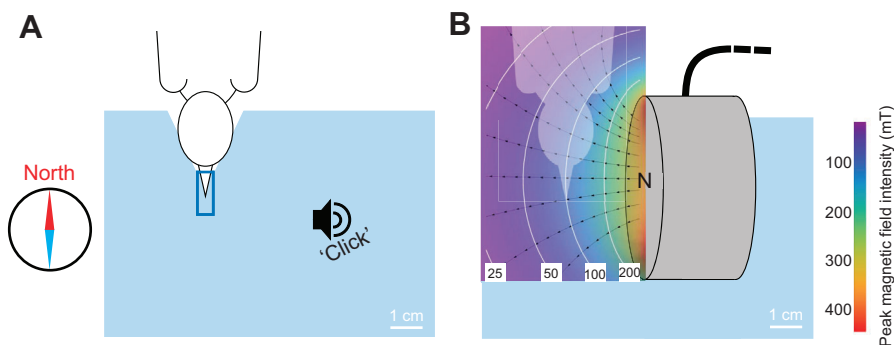 A
North
'Click'
1 cm
B
N
25 50 100 200
1 cm
100
200
300
400
Peak magnetic field intensity (mT)